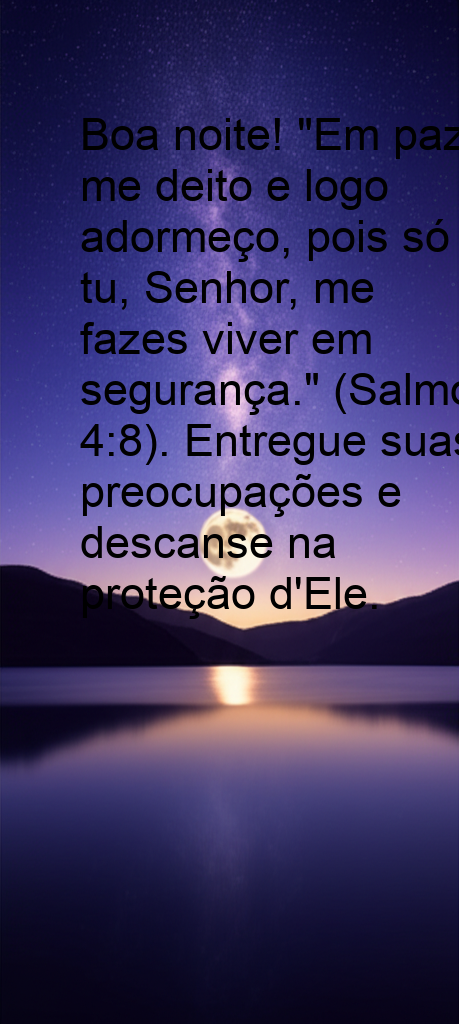 Boa noite! "Em paz
me deito e logo
adormeço, pois só
tu, Senhor, me
fazes viver em
segurança." (Salmo
4:8). Entregue suas
preocupações e
descanse na
proteção d'Ele.